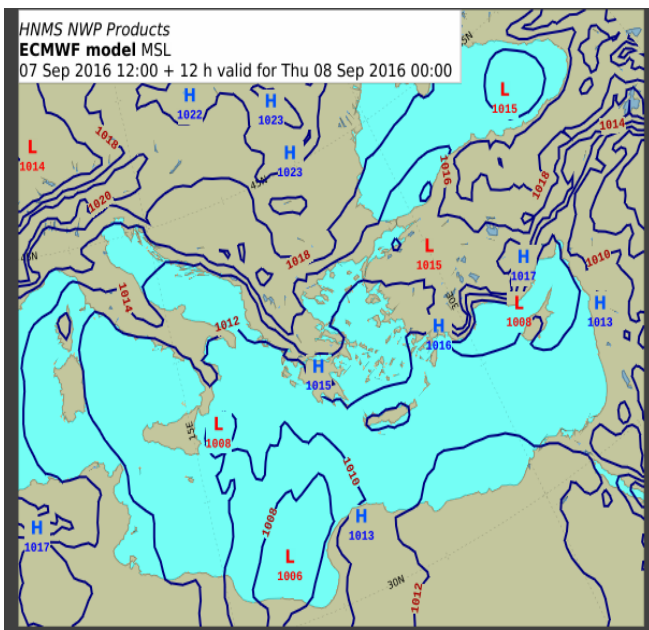 HNMS NWP Products
ECMWF model MSL
07 Sep 2016 12:00 + 12 h valid for Thu 08 Sep 2016 00:00
L
1015
H
1022
H
1023
1014
1018
L
1014
H
1023
1016
1018
45N
1020
L
1015
1018
H
1017
1010
30E
1014
L
1008
H
1013
1012
H
1016
H
1015
L
1008
15E
1010
H
1017
1008
H
1013
L
1006
30N
1012